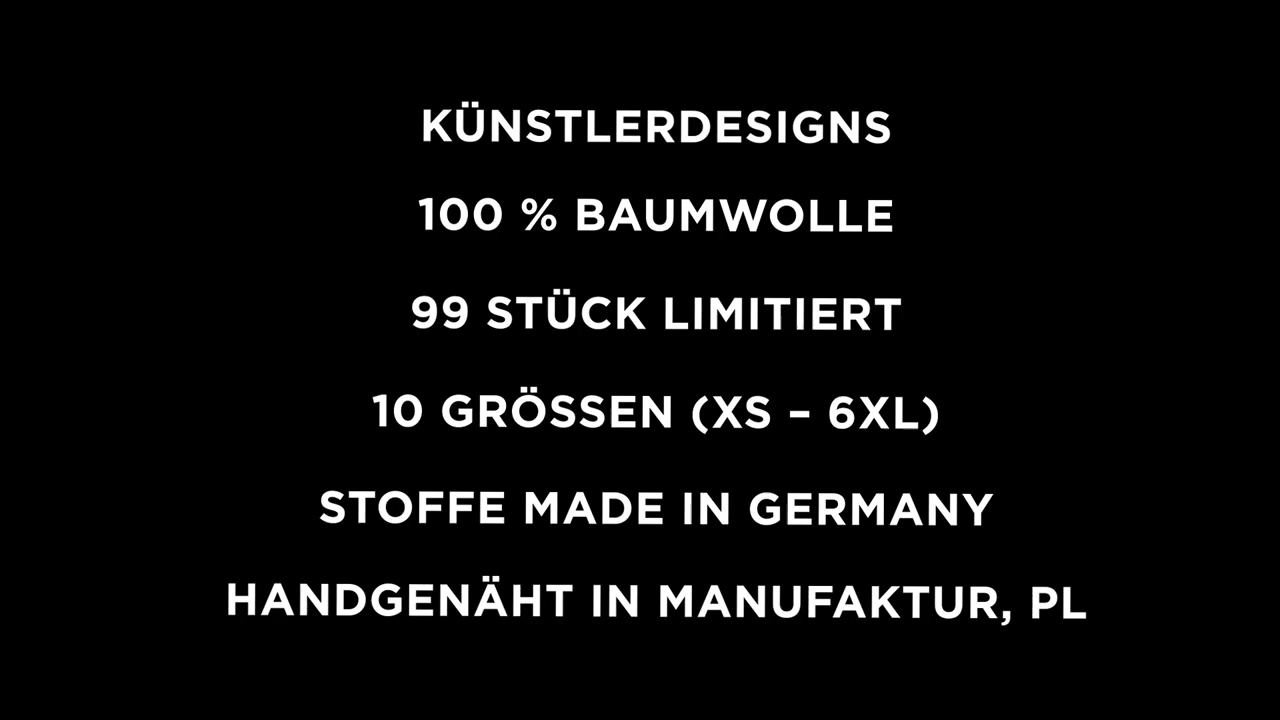 KÜNSTLERDESIGNS
100 % BAUMWOLLE
99 STÜCK LIMITIERT
10 GRÖSSEN (XS – 6XL)
STOFFE MADE IN GERMANY
HANDGENÄHT IN MANUFAKTUR, PL